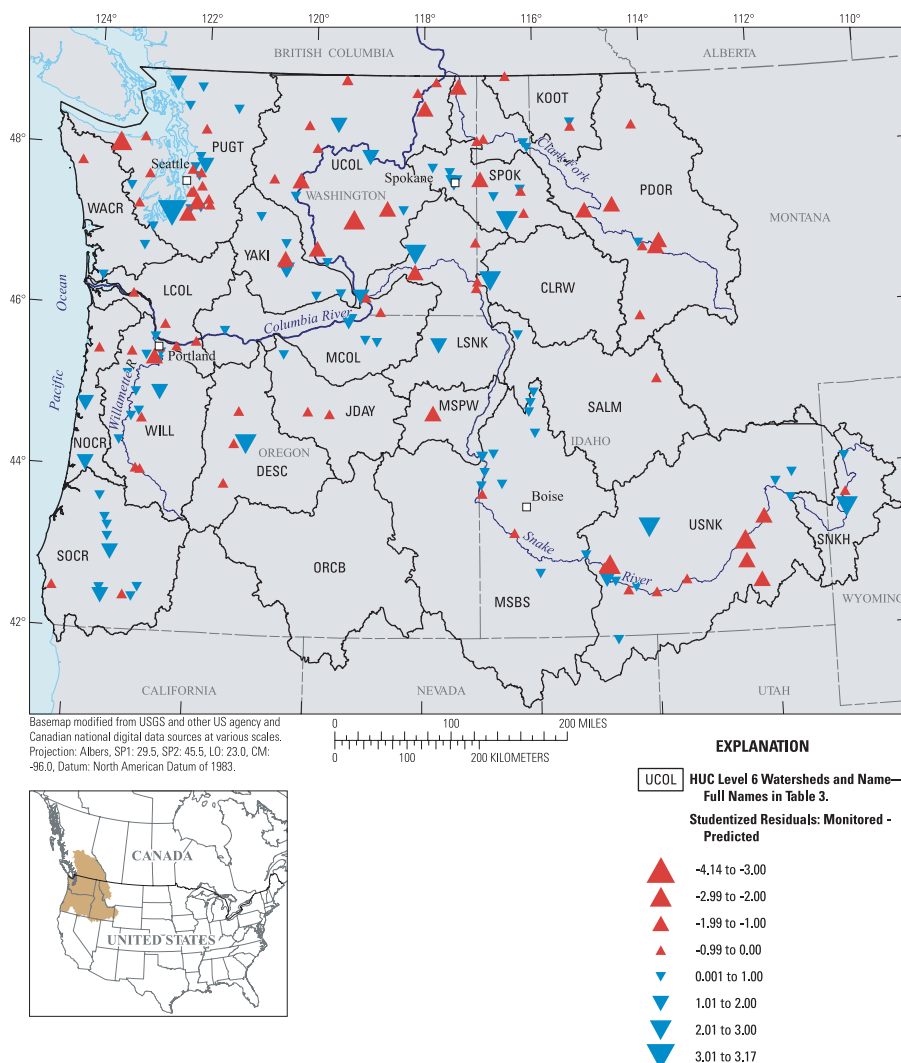 124° 122° 120° 118° 116° 114° 112° 110°
BRITISH COLUMBIA
ALBERTA
KOOT
48°
PUGT
Seattle
UCOL
Spokane
SPOK
Clark Fork
WASHINGTON
PDOR
WACR
MONTANA
YAKI
CLRW
46°
LCOL
Pacific Ocean
Columbia River
LSNK
Portland
MCOL
Willamette R
JDAY
MSPW
SALM
NOCR
WILL
OREGON
IDAHO
44°
DESC
Boise
USNK
SNKH
Snake River
SOCR
ORCB
MSBS
WYOMING
42°
CALIFORNIA
NEVADA
UTAH
Basemap modified from USGS and other US agency and
Canadian national digital data sources at various scales.
Projection: Albers, SP1: 29.5, SP2: 45.5, LO: 23.0, CM:
-96.0, Datum: North American Datum of 1983.
0 100 200 MILES
0 100 200 KILOMETERS
CANADA
UNITED STATES
EXPLANATION
UCOL HUC Level 6 Watersheds and Name—
Full Names in Table 3.
Studentized Residuals: Monitored -
Predicted
-4.14 to -3.00
-2.99 to -2.00
-1.99 to -1.00
-0.99 to 0.00
0.001 to 1.00
1.01 to 2.00
2.01 to 3.00
3.01 to 3.17